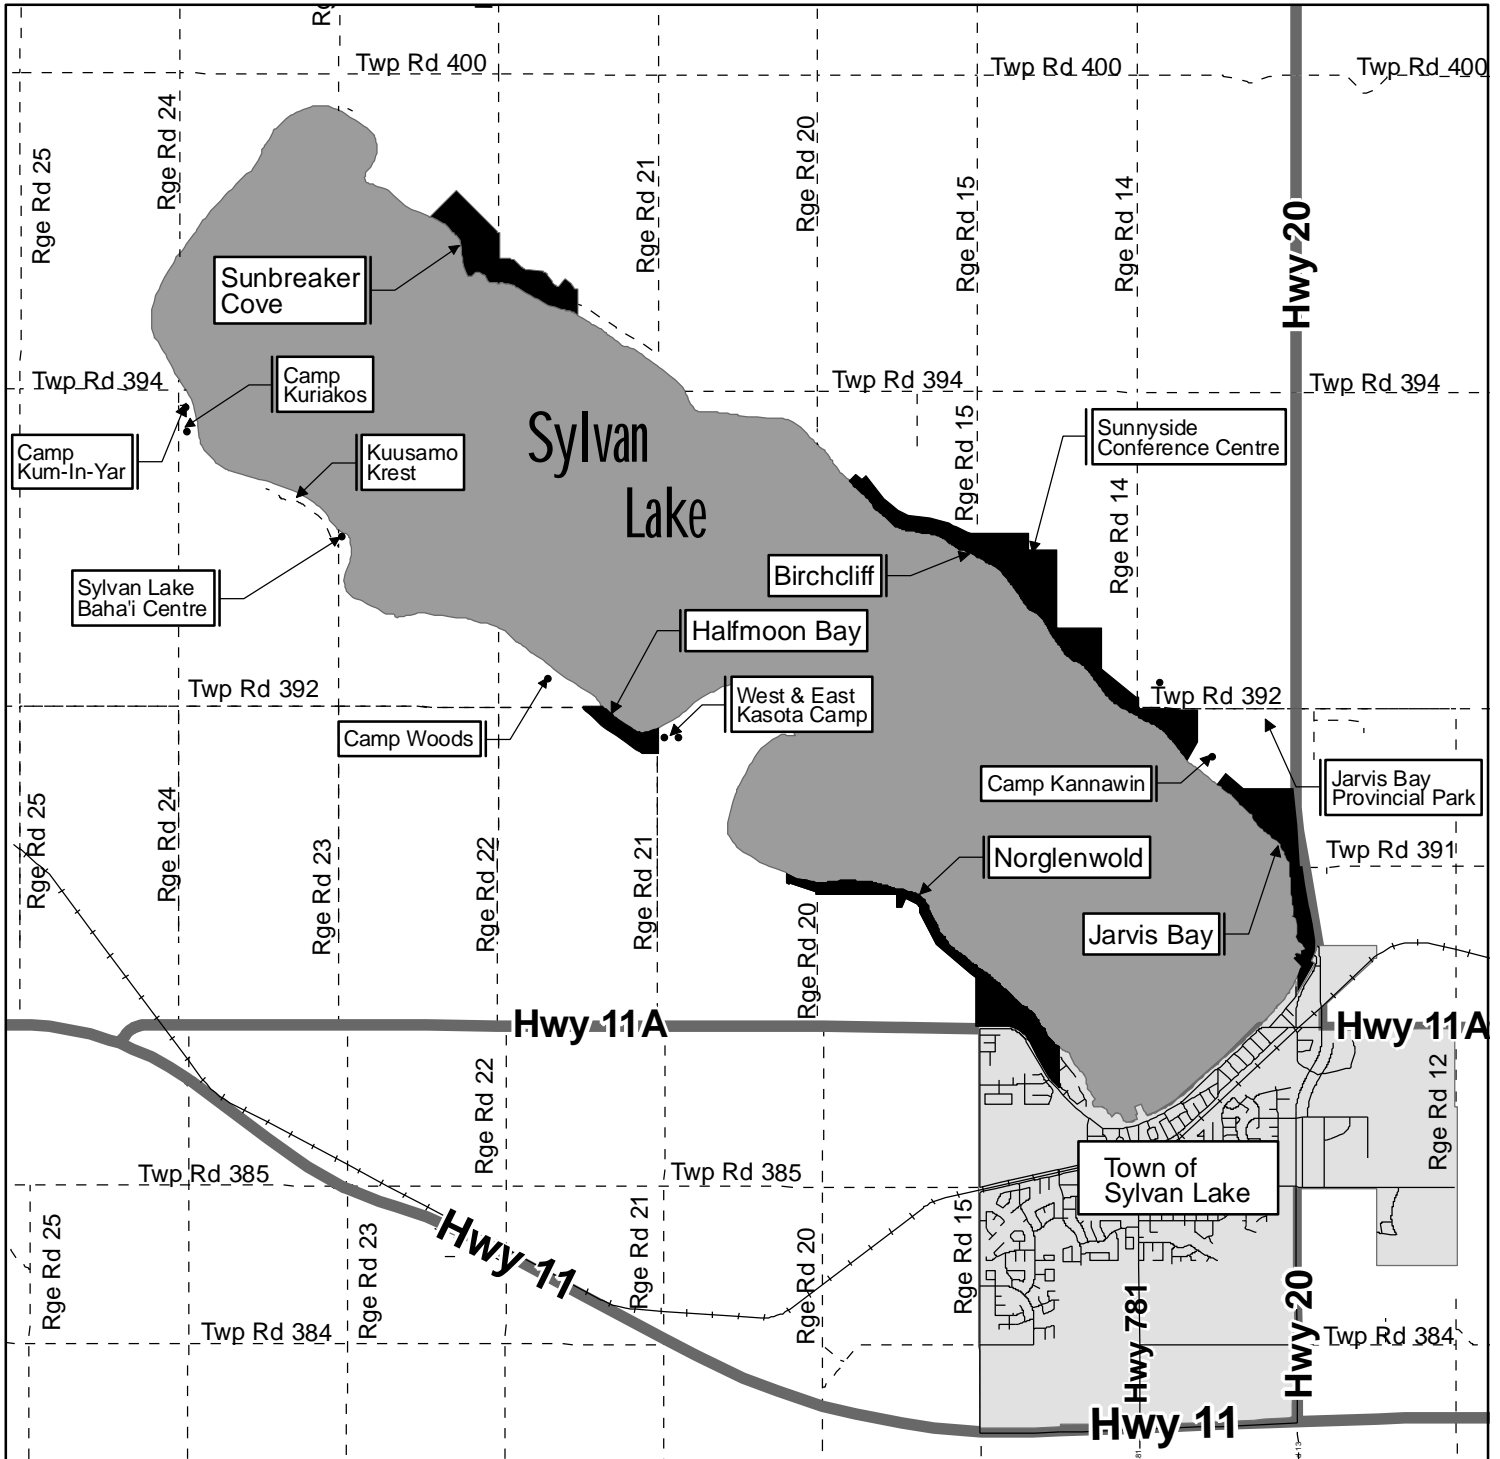 Twp Rd 400
Twp Rd 400
Twp Rd 400
Rge Rd 25
Rge Rd 24
Rge Rd 21
Rge Rd 20
Rge Rd 15
Rge Rd 14
Hwy 20
Sunbreaker
Cove
Twp Rd 394
Twp Rd 394
Twp Rd 394
Camp
Kuriakos
Camp
Kum-In-Yar
Kuusamo
Krest
Sylvan
Lake
Rge Rd 15
Sunnyside
Conference Centre
Rge Rd 14
Birchcliff
Sylvan Lake
Baha'i Centre
Halfmoon Bay
Twp Rd 392
West & East
Kasota Camp
Twp Rd 392
Camp Woods
Camp Kannawin
Jarvis Bay
Provincial Park
Rge Rd 25
Rge Rd 24
Rge Rd 23
Rge Rd 22
Rge Rd 21
Norglenwold
Twp Rd 391
Rge Rd 20
Jarvis Bay
Hwy 11A
Hwy 11A
Rge Rd 22
Rge Rd 12
Twp Rd 385
Twp Rd 385
Town of
Sylvan Lake
Rge Rd 25
Rge Rd 23
Hwy 11
Rge Rd 21
Rge Rd 20
Rge Rd 15
Hwy 781
Hwy 20
Twp Rd 384
Twp Rd 384
Hwy 11